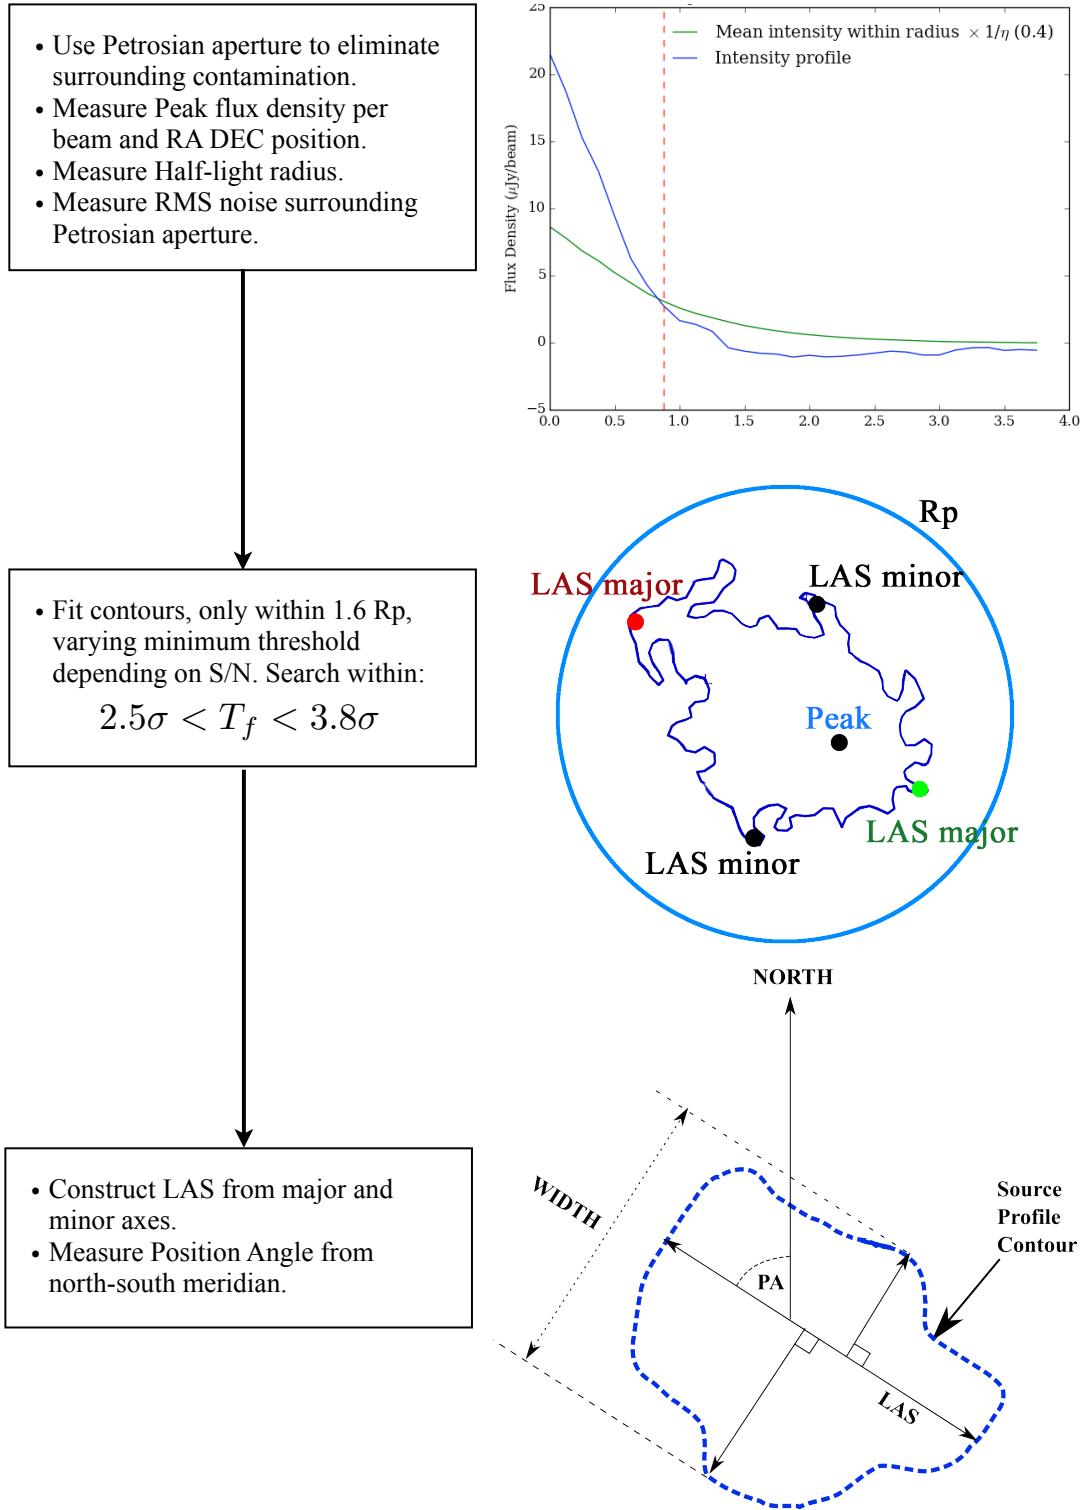 • Use Petrosian aperture to eliminate
surrounding contamination.
• Measure Peak flux density per
beam and RA DEC position.
• Measure Half-light radius.
• Measure RMS noise surrounding
Petrosian aperture.
25
20
15
10
5
0
−5
Flux Density (μJy/beam)
Mean intensity within radius × 1/η (0.4)
Intensity profile
0.0 0.5 1.0 1.5 2.0 2.5 3.0 3.5 4.0
• Fit contours, only within 1.6 Rp,
varying minimum threshold
depending on S/N. Search within:
2.5σ < T_f < 3.8σ
Rp
LAS major
LAS minor
Peak
LAS major
LAS minor
• Construct LAS from major and
minor axes.
• Measure Position Angle from
north-south meridian.
NORTH
WIDTH
PA
LAS
Source
Profile
Contour